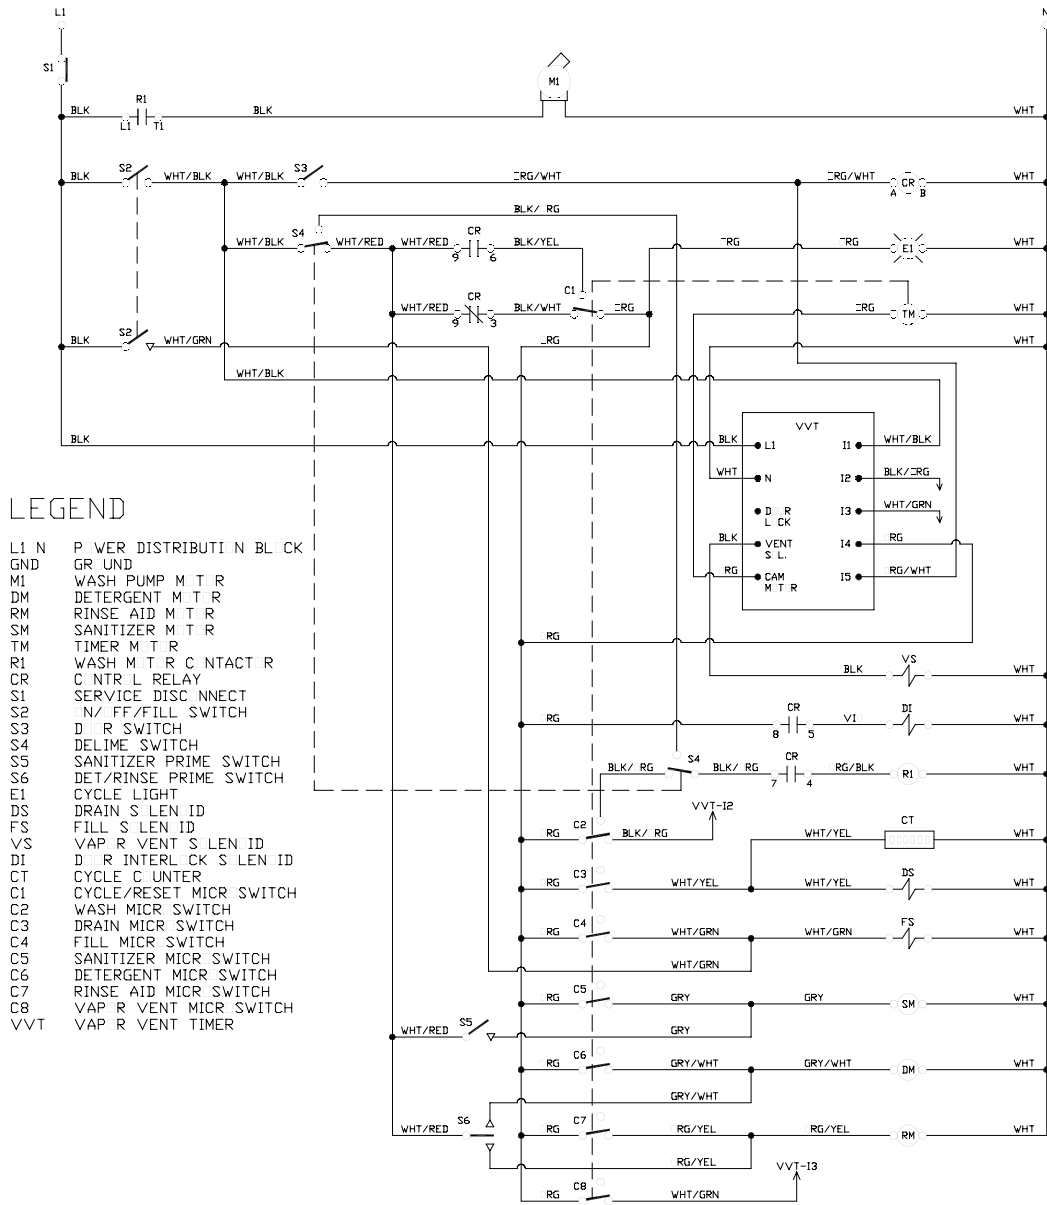 L1 N
S1
R1 M1
BLK L1 T1 BLK WHT
S2 S3
BLK WHT/BLK WHT/BLK ORG/WHT ORG/WHT CR WHT
A B
BLK/ORG
S4 CR
WHT/BLK WHT/RED WHT/RED BLK/YEL ORG ORG E1 WHT
9 6
C1
CR
WHT/RED BLK/WHT ORG ORG TM WHT
9 3
S2
BLK WHT/GRN ORG WHT
WHT/BLK
VVT
BLK BLK L1 I1 WHT/BLK
WHT N I2 BLK/ORG
DOOR LOCK I3 WHT/GRN
BLK VENT SOL. I4 ORG
ORG CAM MOTOR I5 ORG/WHT
ORG
VS
BLK WHT
CR DI
ORG VIO WHT
8 5
S4 CR
BLK/ORG BLK/ORG ORG/BLK R1 WHT
7 4
VVT-I2
C2 CT
ORG BLK/ORG WHT/YEL WHT
C3 DS
ORG WHT/YEL WHT/YEL WHT
C4 FS
ORG WHT/GRN WHT/GRN WHT
WHT/GRN
C5
ORG GRY GRY SM WHT
S5
WHT/RED GRY
C6
ORG GRY/WHT GRY/WHT DM WHT
GRY/WHT
S6 C7
WHT/RED ORG ORG/YEL ORG/YEL RM WHT
ORG/YEL
VVT-I3
C8
ORG WHT/GRN
LEGEND
L1 N POWER DISTRIBUTION BLOCK
GND GROUND
M1 WASH PUMP MOTOR
DM DETERGENT MOTOR
RM RINSE AID MOTOR
SM SANITIZER MOTOR
TM TIMER MOTOR
R1 WASH MOTOR CONTACTOR
CR CONTROL RELAY
S1 SERVICE DISCONNECT
S2 ON/OFF/FILL SWITCH
S3 DOOR SWITCH
S4 DELIME SWITCH
S5 SANITIZER PRIME SWITCH
S6 DET/RINSE PRIME SWITCH
E1 CYCLE LIGHT
DS DRAIN SOLENOID
FS FILL SOLENOID
VS VAPOR VENT SOLENOID
DI DOOR INTERLOCK SOLENOID
CT CYCLE COUNTER
C1 CYCLE/RESET MICROSWITCH
C2 WASH MICROSWITCH
C3 DRAIN MICROSWITCH
C4 FILL MICROSWITCH
C5 SANITIZER MICROSWITCH
C6 DETERGENT MICROSWITCH
C7 RINSE AID MICROSWITCH
C8 VAPOR VENT MICROSWITCH
VVT VAPOR VENT TIMER